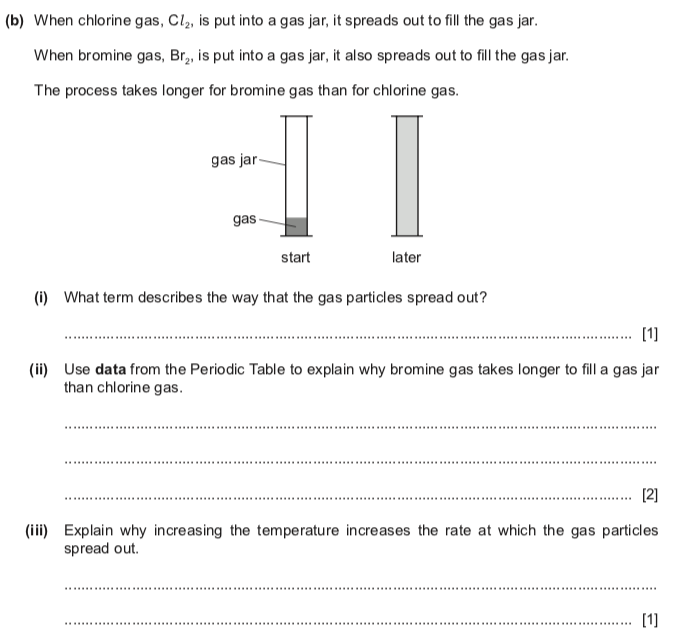 (b) When chlorine gas, Cl₂, is put into a gas jar, it spreads out to fill the gas jar.
When bromine gas, Br₂, is put into a gas jar, it also spreads out to fill the gas jar.
The process takes longer for bromine gas than for chlorine gas.
gas jar
gas
start later
(i) What term describes the way that the gas particles spread out?
[1]
(ii) Use data from the Periodic Table to explain why bromine gas takes longer to fill a gas jar
than chlorine gas.
[2]
(iii) Explain why increasing the temperature increases the rate at which the gas particles
spread out.
[1]